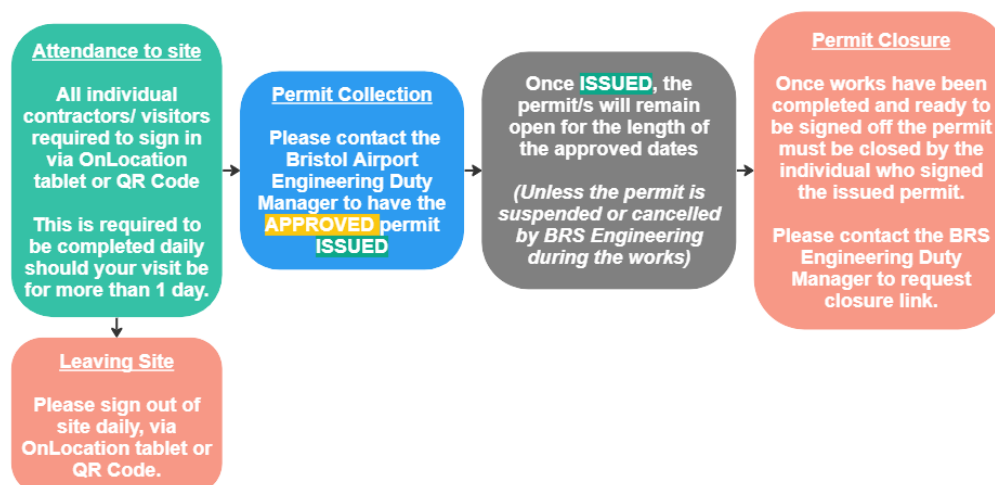 Attendance to site
All individual
contractors/ visitors
required to sign in
via OnLocation
tablet or QR Code
This is required to
be completed daily
should your visit be
for more than 1 day.
Leaving Site
Please sign out of
site daily, via
OnLocation tablet or
QR Code.
Permit Collection
Please contact the
Bristol Airport
Engineering Duty
Manager to have the
APPROVED permit
ISSUED
Once ISSUED, the
permit/s will remain
open for the length of
the approved dates
(Unless the permit is
suspended or cancelled
by BRS Engineering
during the works)
Permit Closure
Once works have been
completed and ready to
be signed off the permit
must be closed by the
individual who signed
the issued permit.
Please contact the BRS
Engineering Duty
Manager to request
closure link.